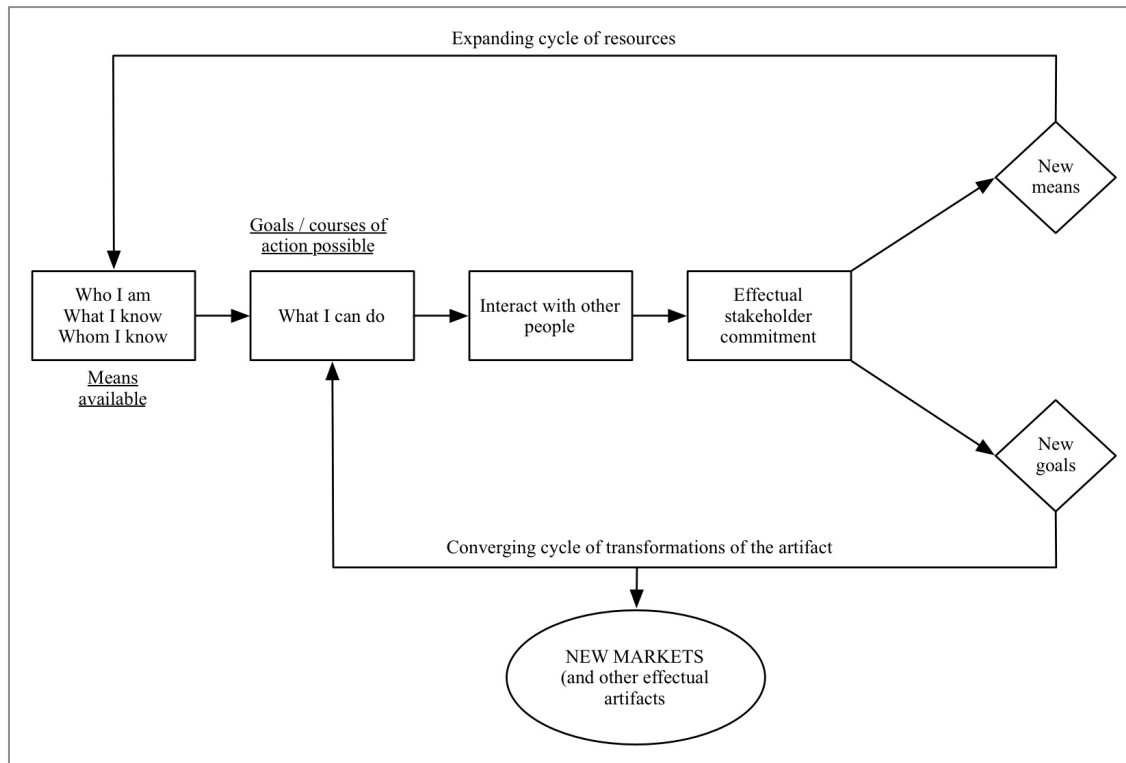 Expanding cycle of resources
New
means
Goals / courses of
action possible
Who I am
What I know
Whom I know
What I can do
Interact with other
people
Effectual
stakeholder
commitment
Means
available
New
goals
Converging cycle of transformations of the artifact
NEW MARKETS
(and other effectual
artifacts